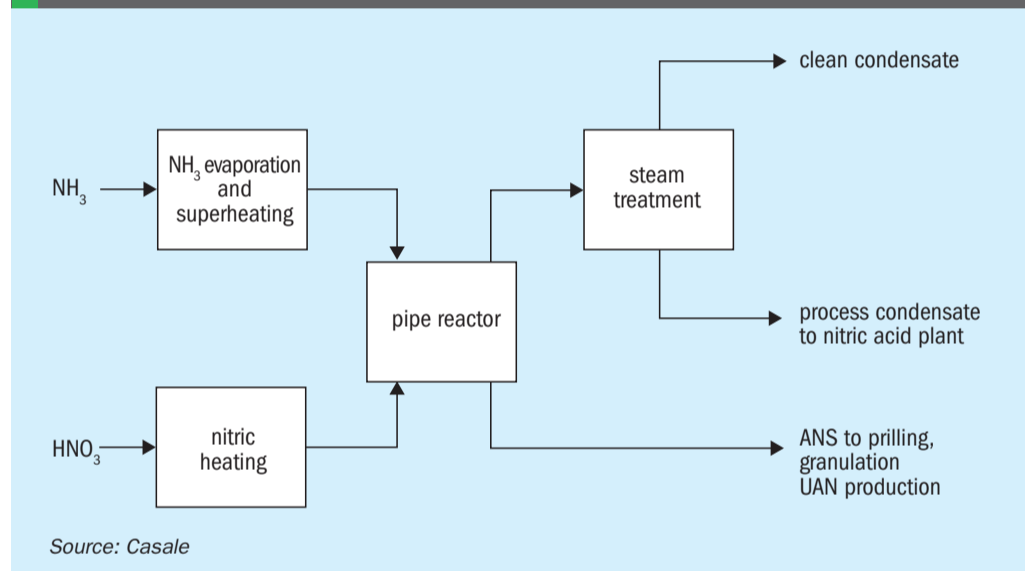 clean condensate
NH₃ evaporation
and
superheating
steam
treatment
NH₃
pipe reactor
process condensate
to nitric acid plant
nitric
heating
HNO₃
ANS to prilling,
granulation
UAN production
Source: Casale